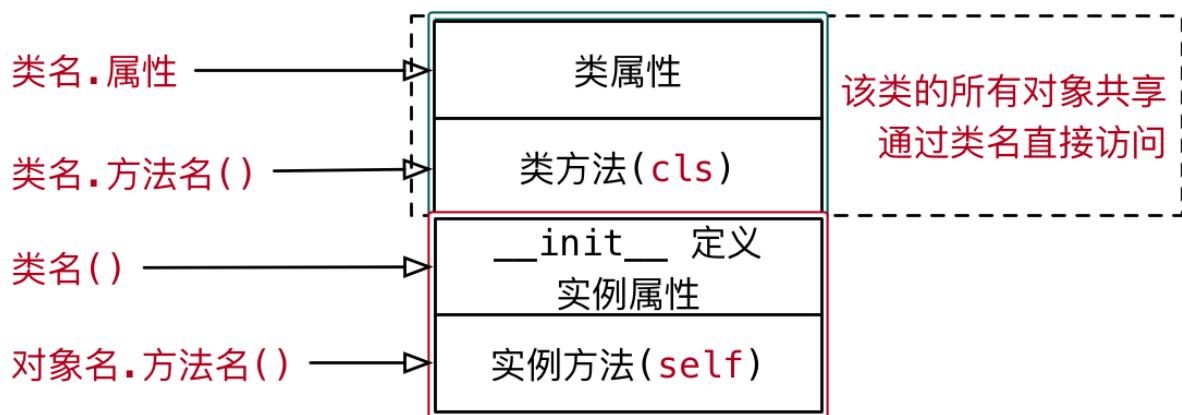 类名.属性
类属性
该类的所有对象共享
通过类名直接访问
类名.方法名()
类方法(cls)
类名()
__init__ 定义
实例属性
对象名.方法名()
实例方法(self)